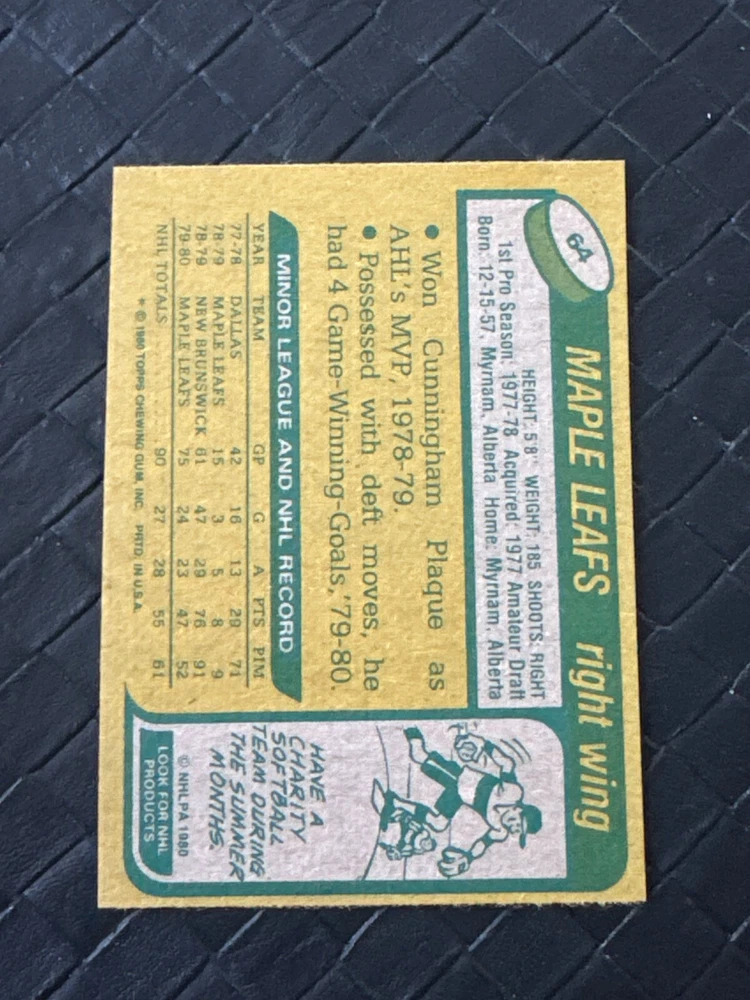 64
MAPLE LEAFS right wing
HEIGHT: 5'8" WEIGHT: 185 SHOOTS: RIGHT
1st Pro Season: 1977-78 Acquired: 1977 Amateur Draft
Born: 12-15-57, Myrnam, Alberta Home: Myrnam, Alberta
• Won Cunningham Plaque as
AHL's MVP, 1978-79.
• Possessed with deft moves, he
had 4 Game-Winning-Goals, '79-80.
MINOR LEAGUE AND NHL RECORD
YEAR TEAM GP G A PTS PIM
77-78 DALLAS 42 16 13 29 71
78-79 MAPLE LEAFS 15 3 5 8 9
78-79 NEW BRUNSWICK 61 47 29 76 91
79-80 MAPLE LEAFS 75 24 23 47 52
NHL TOTALS 90 27 28 55 61
* © 1980 TOPPS CHEWING GUM, INC. PRTD. IN U.S.A.
HAVE A
CHARITY
SOFTBALL
TEAM DURING
THE SUMMER
MONTHS.
© NHLPA 1980
LOOK FOR NHL
PRODUCTS